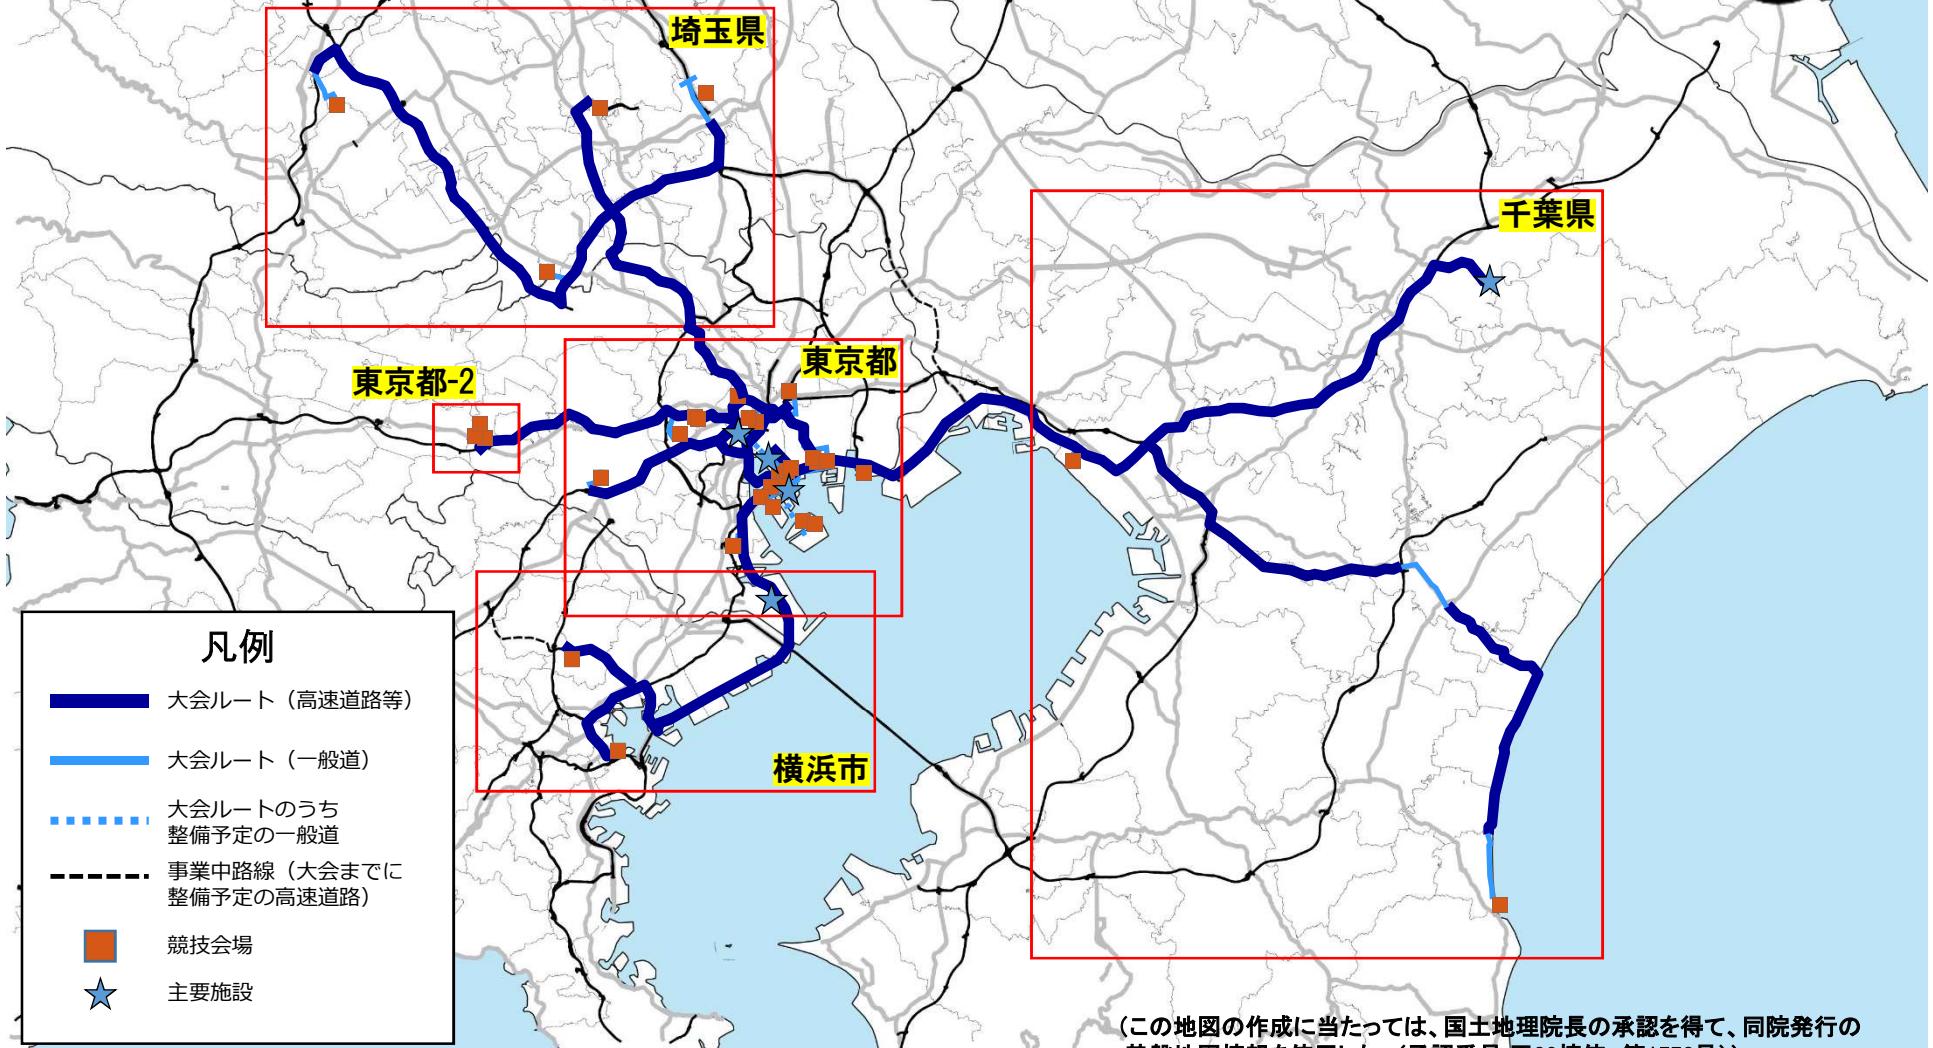 埼玉県
千葉県
東京都
東京都-2
横浜市
凡例
大会ルート（高速道路等）
大会ルート（一般道）
大会ルートのうち
整備予定の一般道
事業中路線（大会までに
整備予定の高速道路）
競技会場
主要施設
（この地図の作成に当たっては、国土地理院長の承認を得て、同院発行の